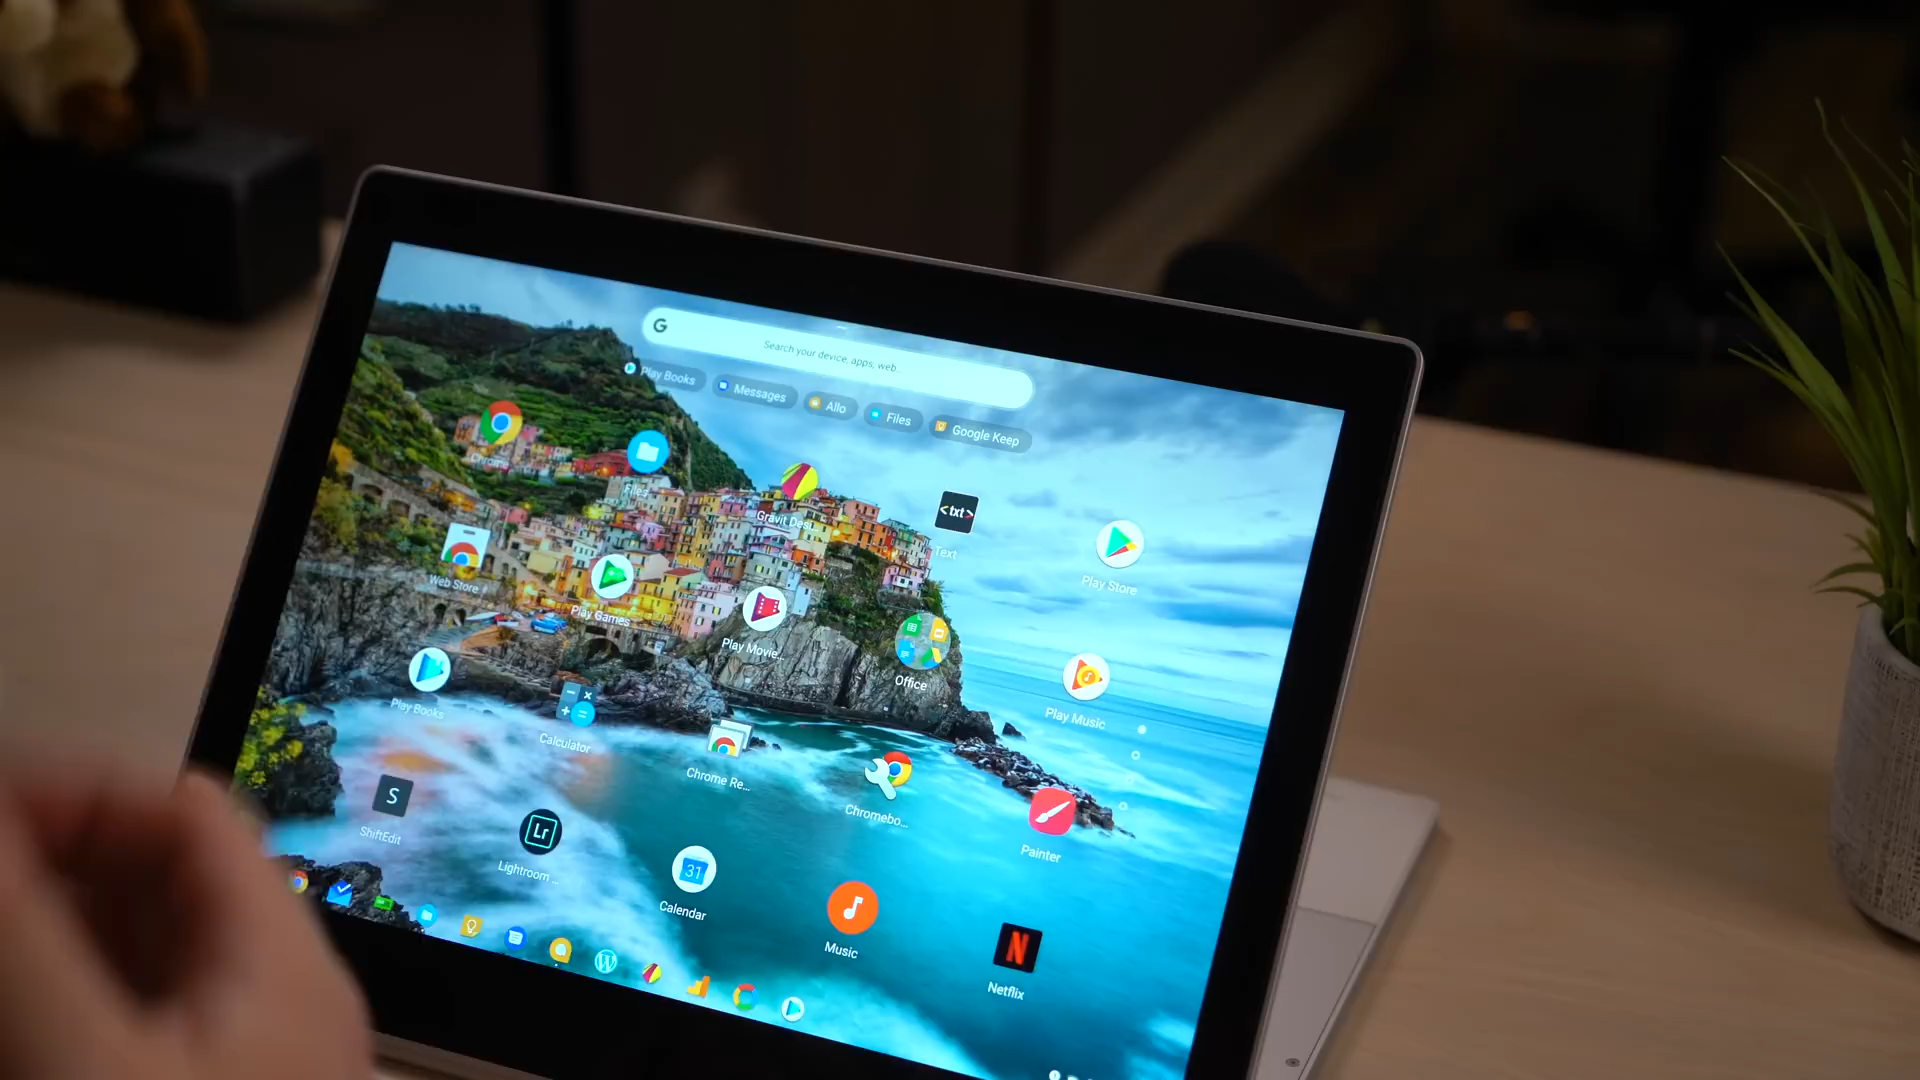 G
Search your device, apps, web...
Play Books
Messages
Allo
Files
Google Keep
Chrome
Files
Gravit Desi...
<txt>
Text
Play Store
Web Store
Play Games
Play Movie...
Office
Play Music
Play Books
Calculator
Chrome Re...
Chromebo...
Painter
S
ShiftEdit
Lr
Lightroom ...
31
Calendar
Music
N
Netflix
W